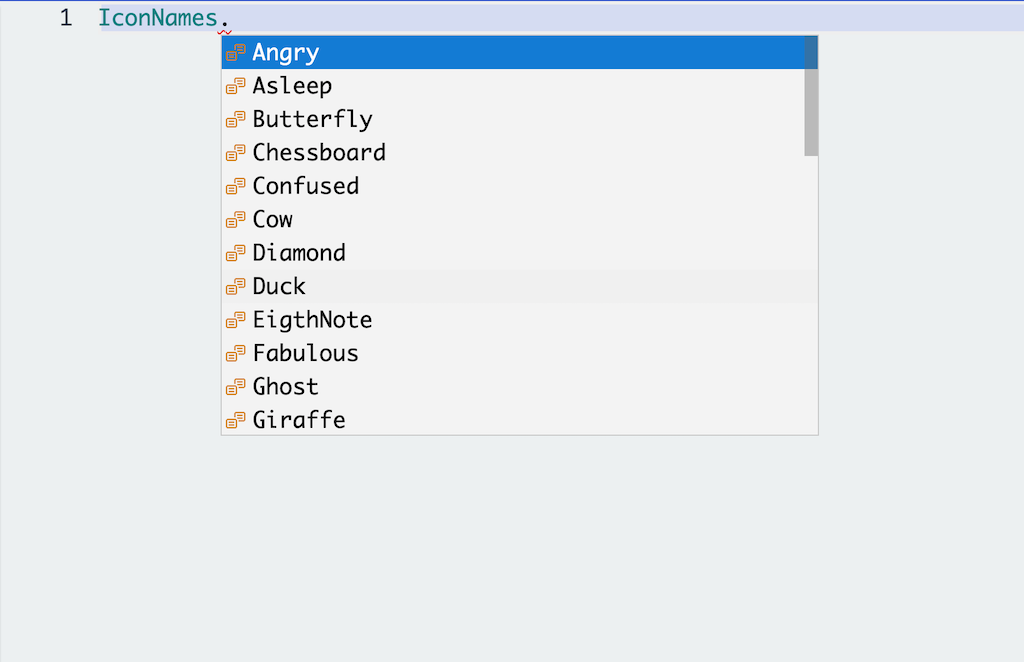 1 IconNames.
Angry
Asleep
Butterfly
Chessboard
Confused
Cow
Diamond
Duck
EigthNote
Fabulous
Ghost
Giraffe